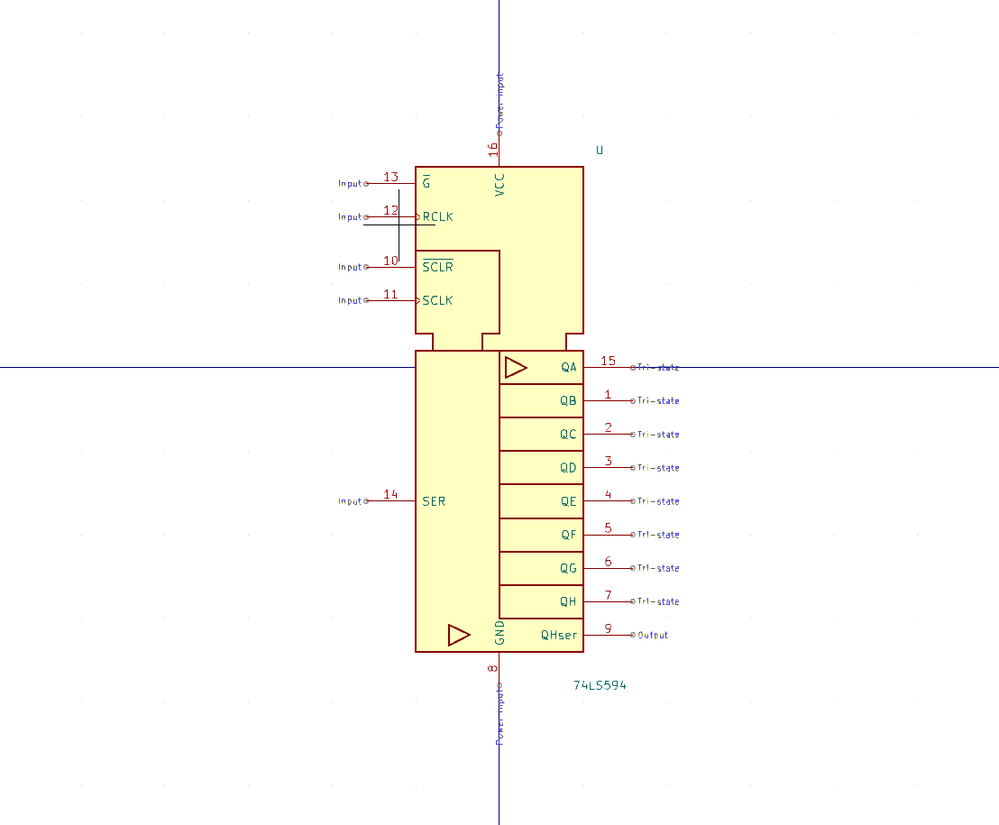 Power input
16
U
Input 13 G̅ VCC
Input 12 RCLK
Input 10 S̅C̅L̅R̅
Input 11 SCLK
QA 15 Tri-state
QB 1 Tri-state
QC 2 Tri-state
QD 3 Tri-state
Input 14 SER QE 4 Tri-state
QF 5 Tri-state
QG 6 Tri-state
QH 7 Tri-state
GND QHser 9 Output
8
74LS594
Power input